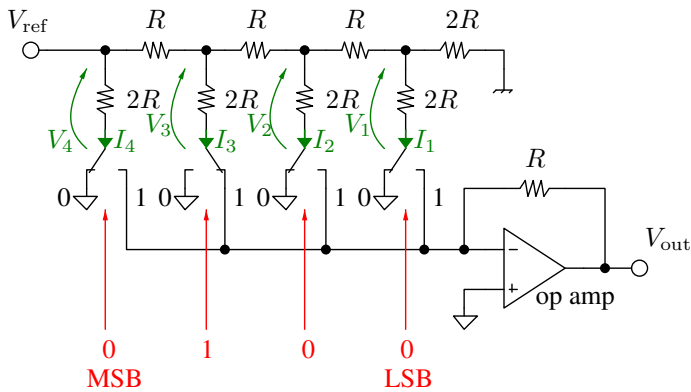 V_ref R R R 2R
2R 2R 2R 2R
V_4 V_3 V_2 V_1
I_4 I_3 I_2 I_1
0 1 0 1 0 1 0 1
R
V_out
− +
op amp
0 1 0 0
MSB LSB